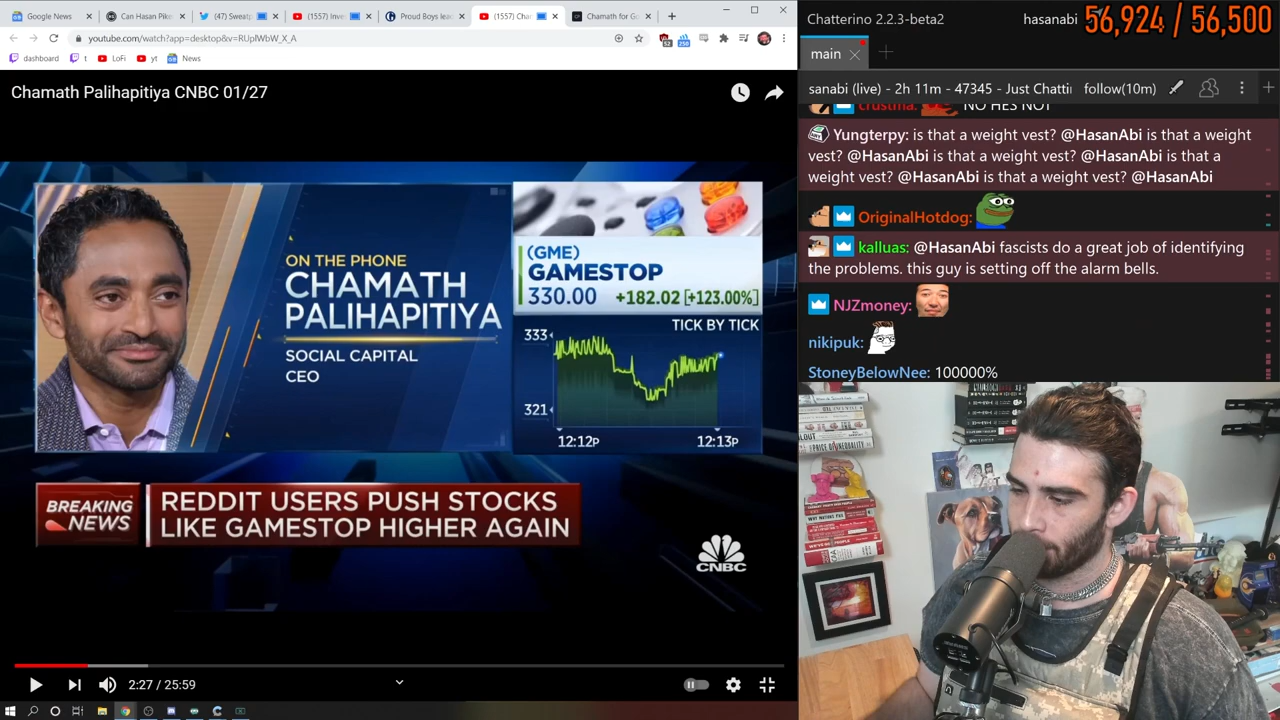 Google News
Can Hasan Pike
(47) Sweat
(1557) Inve
Proud Boys lea
(1557) Cha
Chamath for Go
youtube.com/watch?app=desktop&v=RUplWbW_X_A
dashboard
t
LoFi
yt
News
Chamath Palihapitiya CNBC 01/27
ON THE PHONE
CHAMATH
PALIHAPITIYA
SOCIAL CAPITAL
CEO
(GME)
GAMESTOP
330.00 +182.02 [+123.00%]
TICK BY TICK
333
321
12:12P 12:13P
BREAKING
NEWS
REDDIT USERS PUSH STOCKS
LIKE GAMESTOP HIGHER AGAIN
CNBC
2:27 / 25:59
Chatterino 2.2.3-beta2
hasanabi
56,924 / 56,500
main
sanabi (live) - 2h 11m - 47345 - Just Chatti
follow(10m)
crustma: NO HES NOT
Yungterpy: is that a weight vest? @HasanAbi is that a weight
vest? @HasanAbi is that a weight vest? @HasanAbi is that a
weight vest? @HasanAbi is that a weight vest? @HasanAbi
OriginalHotdog:
kalluas: @HasanAbi fascists do a great job of identifying
the problems. this guy is setting off the alarm bells.
NJZmoney:
nikipuk:
StoneyBelowNee: 100000%